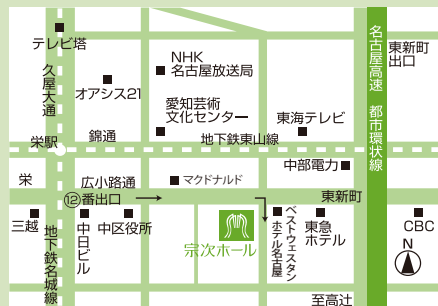 テレビ塔
久屋大通
オアシス21
NHK
名古屋放送局
愛知芸術
文化センター
東海テレビ
名古屋高速　都市環状線
東新町
出口
栄駅
錦通
地下鉄東山線
中部電力
栄
広小路通
マクドナルド
⑫番出口
東新町
三越
地下鉄名城線
中日ビル
中区役所
宗次ホール
ベストウェスタン
ホテル名古屋
東急
ホテル
CBC
N
至高辻